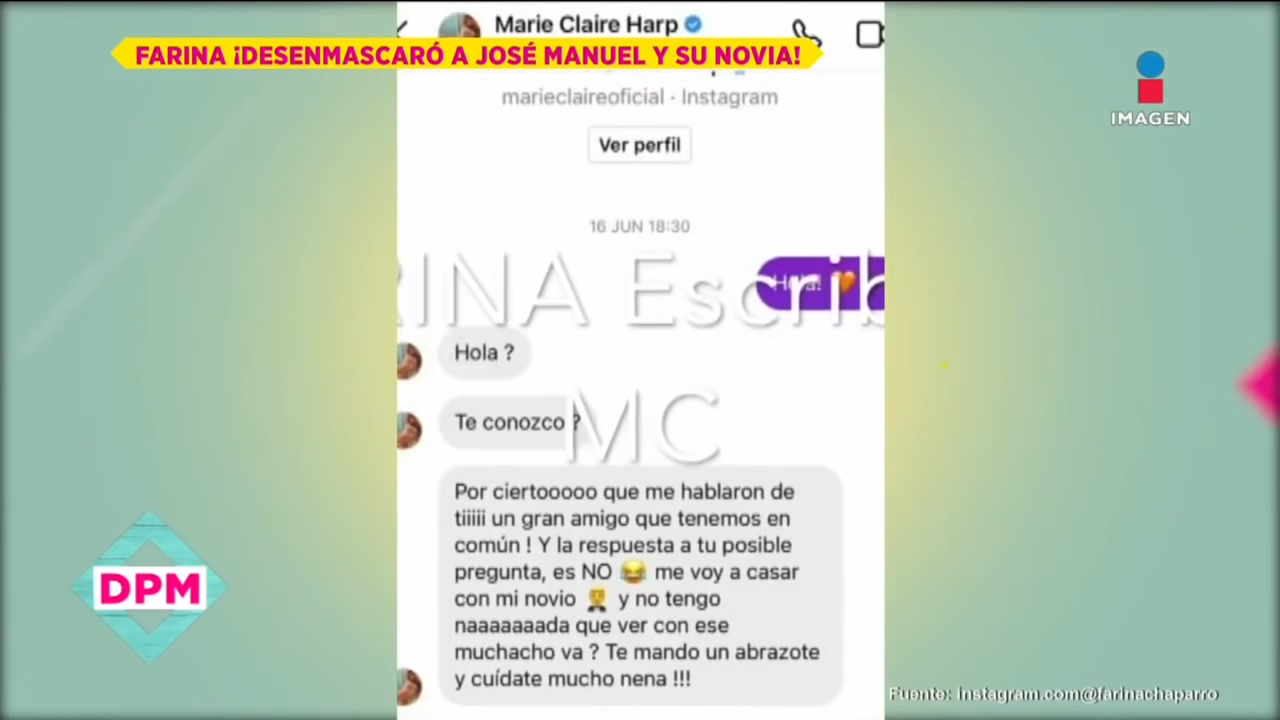 Marie Claire Harp
FARINA ¡DESENMASCARÓ A JOSÉ MANUEL Y SU NOVIA!
marieclaireoficial · Instagram
IMAGEN
Ver perfil
16 JUN 18:30
Hola! 🧡
RINA Escrib
Hola ?
MC
Te conozco ?
Por ciertooooo que me hablaron de
tiiiii un gran amigo que tenemos en
común ! Y la respuesta a tu posible
pregunta, es NO 😂 me voy a casar
con mi novio 🤵 y no tengo
naaaaaaada que ver con ese
muchacho va ? Te mando un abrazote
y cuídate mucho nena !!!
DPM
Fuente: instagram.com@farinachaparro